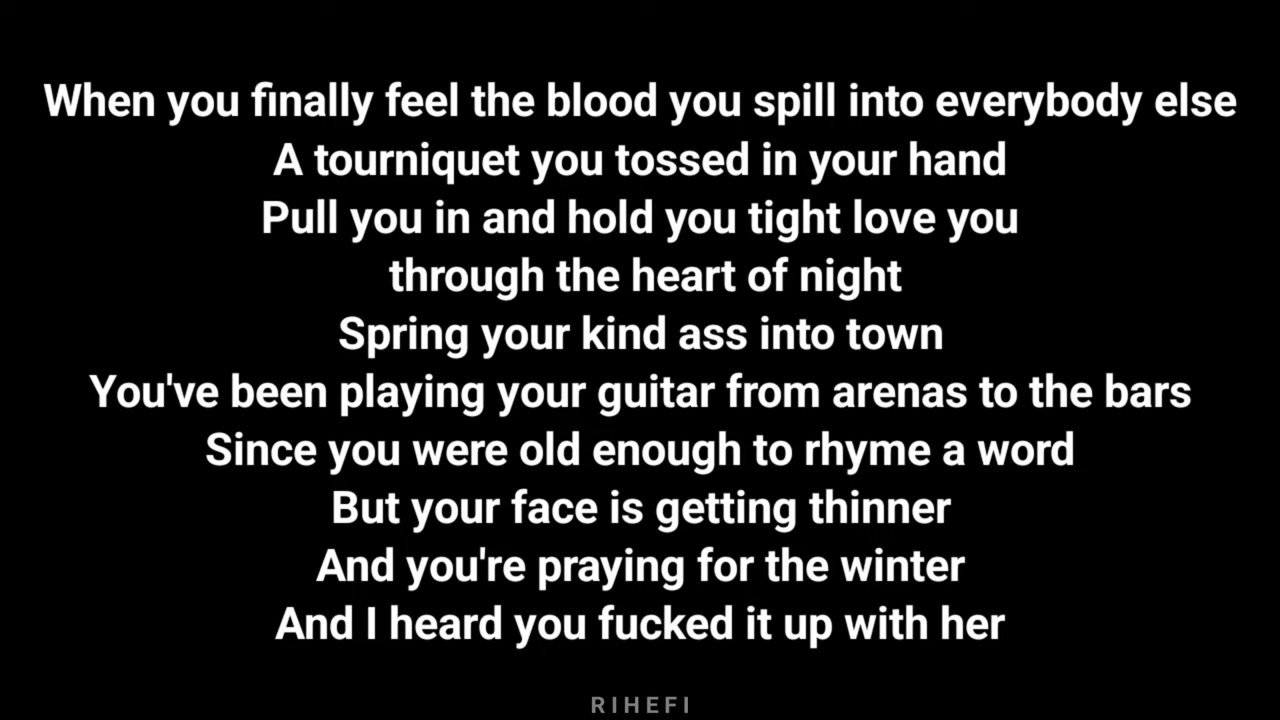 When you finally feel the blood you spill into everybody else
A tourniquet you tossed in your hand
Pull you in and hold you tight love you
through the heart of night
Spring your kind ass into town
You've been playing your guitar from arenas to the bars
Since you were old enough to rhyme a word
But your face is getting thinner
And you're praying for the winter
And I heard you fucked it up with her
RIHEFI